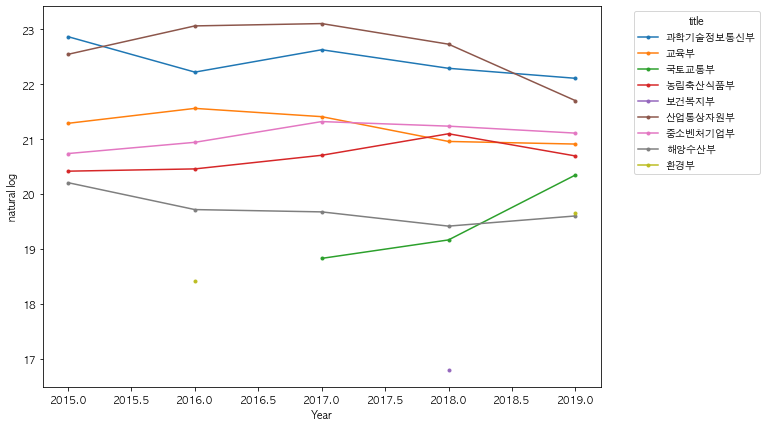 title
과학기술정보통신부
교육부
국토교통부
농림축산식품부
보건복지부
산업통상자원부
중소벤처기업부
해양수산부
환경부
23
22
21
20
19
18
17
natural log
2015.0 2015.5 2016.0 2016.5 2017.0 2017.5 2018.0 2018.5 2019.0
Year